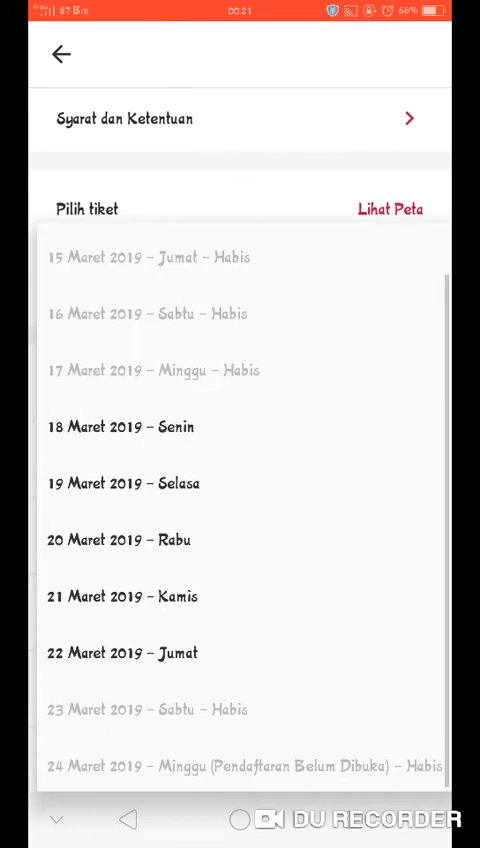 87 B/s
00.21
66%
Syarat dan Ketentuan
Pilih tiket
Lihat Peta
15 Maret 2019 – Jumat – Habis
16 Maret 2019 – Sabtu – Habis
17 Maret 2019 – Minggu – Habis
18 Maret 2019 – Senin
19 Maret 2019 – Selasa
20 Maret 2019 – Rabu
21 Maret 2019 – Kamis
22 Maret 2019 – Jumat
23 Maret 2019 – Sabtu – Habis
24 Maret 2019 – Minggu (Pendaftaran Belum Dibuka) – Habis
DU RECORDER